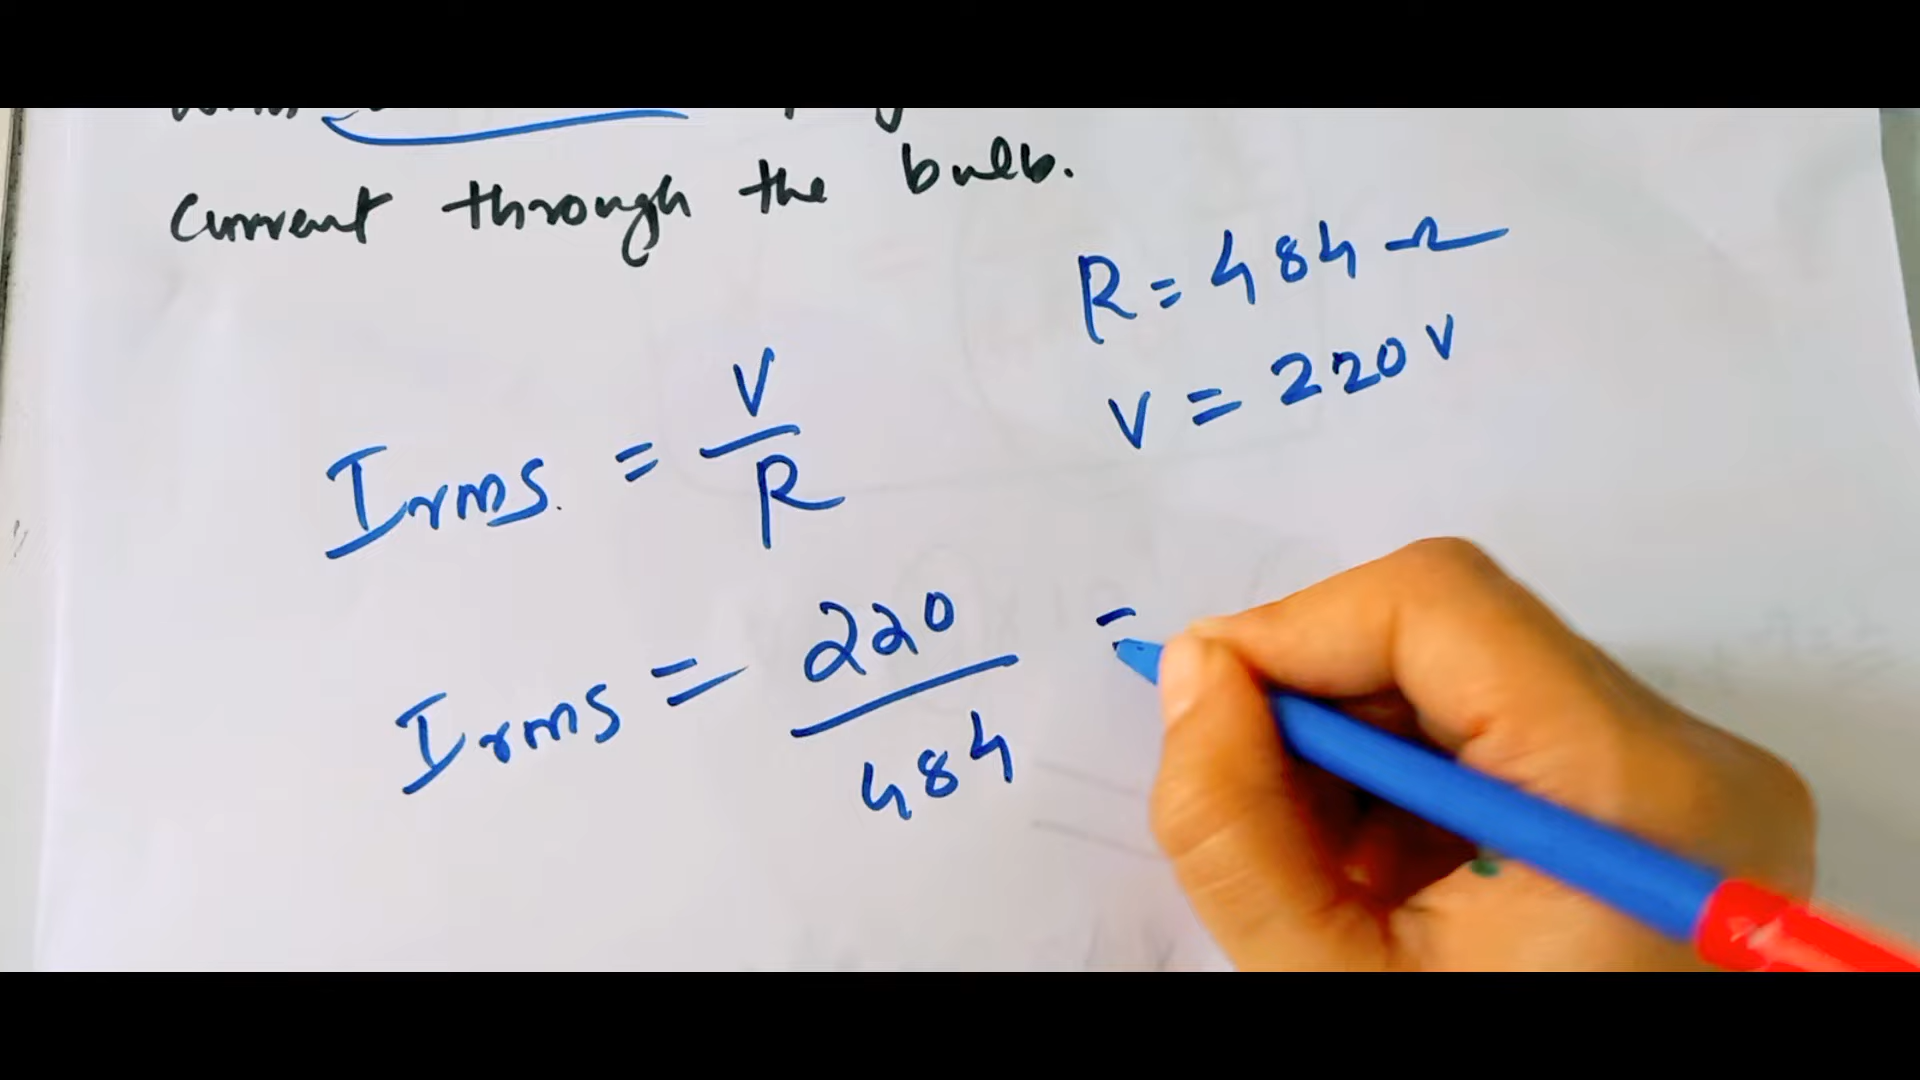 current through the bulb.
R = 484 Ω
V = 220 V
Irms. = V/R
Irms = 220/484 =